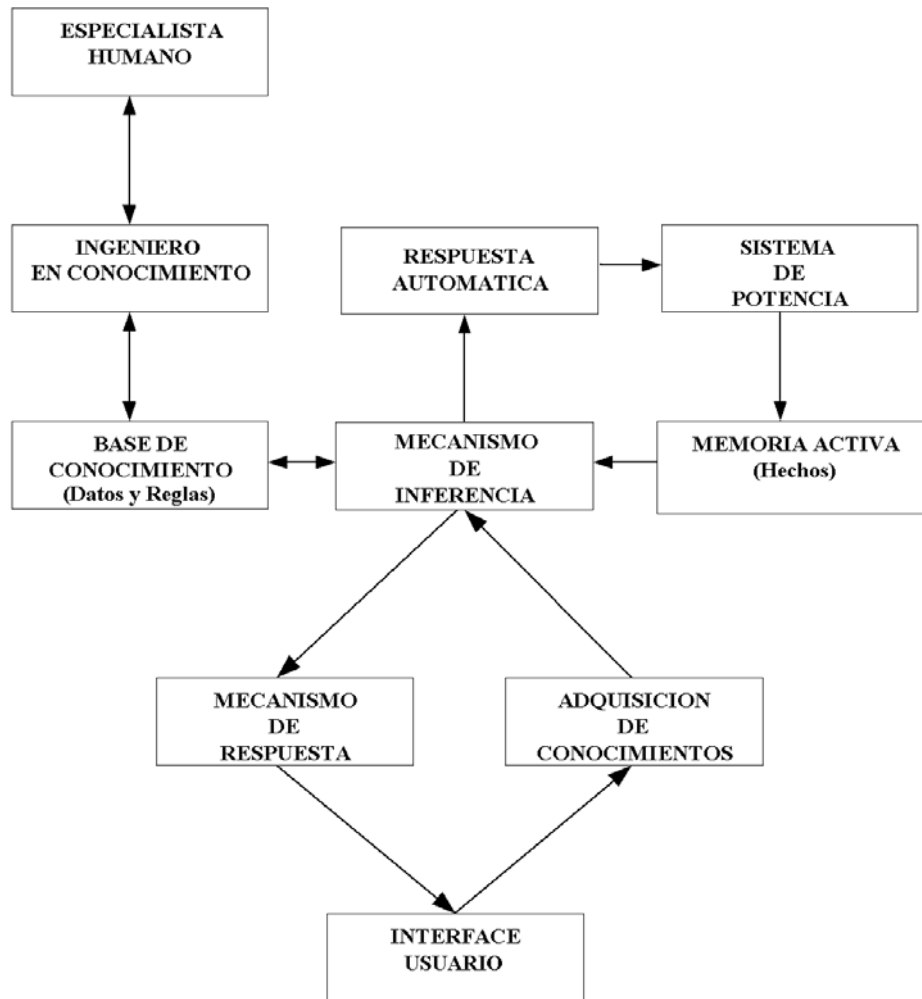 ESPECIALISTA
HUMANO
INGENIERO
EN CONOCIMIENTO
RESPUESTA
AUTOMATICA
SISTEMA
DE
POTENCIA
BASE DE
CONOCIMIENTO
(Datos y Reglas)
MECANISMO
DE
INFERENCIA
MEMORIA ACTIVA
(Hechos)
MECANISMO
DE
RESPUESTA
ADQUISICION
DE
CONOCIMIENTOS
INTERFACE
USUARIO